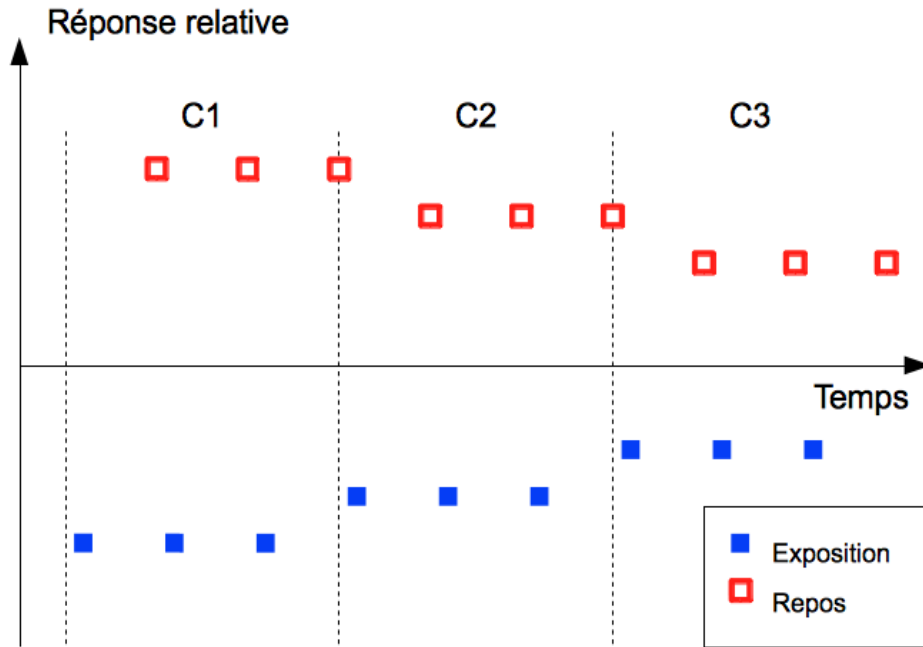 Réponse relative
C1
C2
C3
Temps
Exposition
Repos